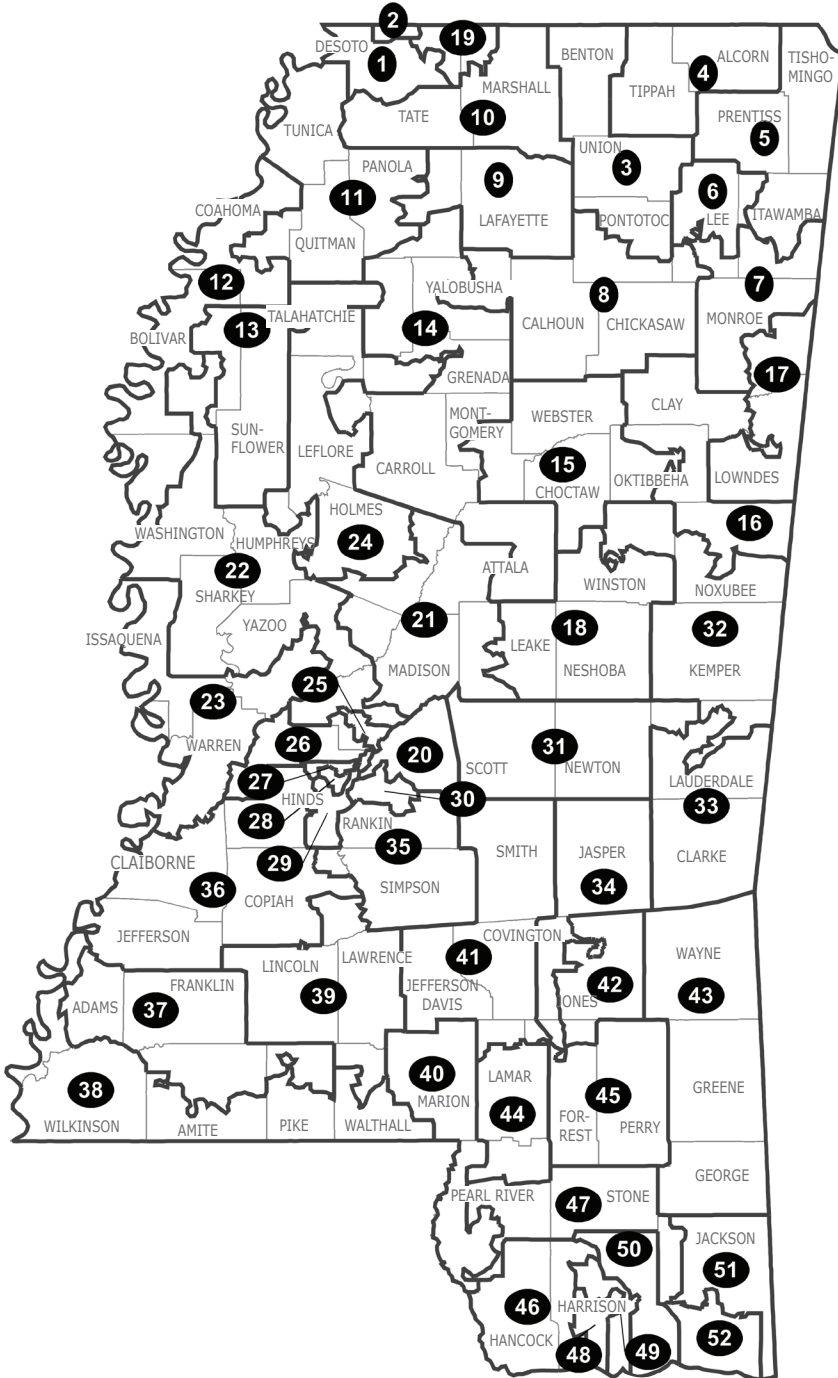 2
19
DESOTO
1
BENTON
ALCORN
TISHO-
MINGO
4
MARSHALL
TIPPAH
10
TATE
PRENTISS
5
TUNICA
UNION
3
PANOLA
9
6
11
COAHOMA
LAFAYETTE
PONTOTOC
LEE
ITAWAMBA
QUITMAN
12
7
YALOBUSHA
8
TALAHATCHIE
13
14
CALHOUN
CHICKASAW
MONROE
BOLIVAR
17
GRENADA
CLAY
MONT-
GOMERY
WEBSTER
SUN-
FLOWER
LEFLORE
15
CARROLL
CHOCTAW
OKTIBBEHA
LOWNDES
HOLMES
16
WASHINGTON
HUMPHREYS
24
22
ATTALA
SHARKEY
WINSTON
NOXUBEE
YAZOO
21
18
32
ISSAQUENA
LEAKE
MADISON
NESHOBA
KEMPER
25
23
WARREN
26
20
31
SCOTT
NEWTON
27
LAUDERDALE
HINDS
30
33
28
RANKIN
29
35
SMITH
JASPER
CLARKE
CLAIBORNE
36
SIMPSON
34
COPIAH
JEFFERSON
COVINGTON
LAWRENCE
WAYNE
LINCOLN
41
FRANKLIN
JEFFERSON
DAVIS
42
ADAMS
37
39
JONES
43
38
40
LAMAR
45
GREENE
MARION
44
FOR-
REST
PERRY
WILKINSON
AMITE
PIKE
WALTHALL
GEORGE
PEARL RIVER
47
STONE
50
JACKSON
51
46
HARRISON
HANCOCK
48
49
52